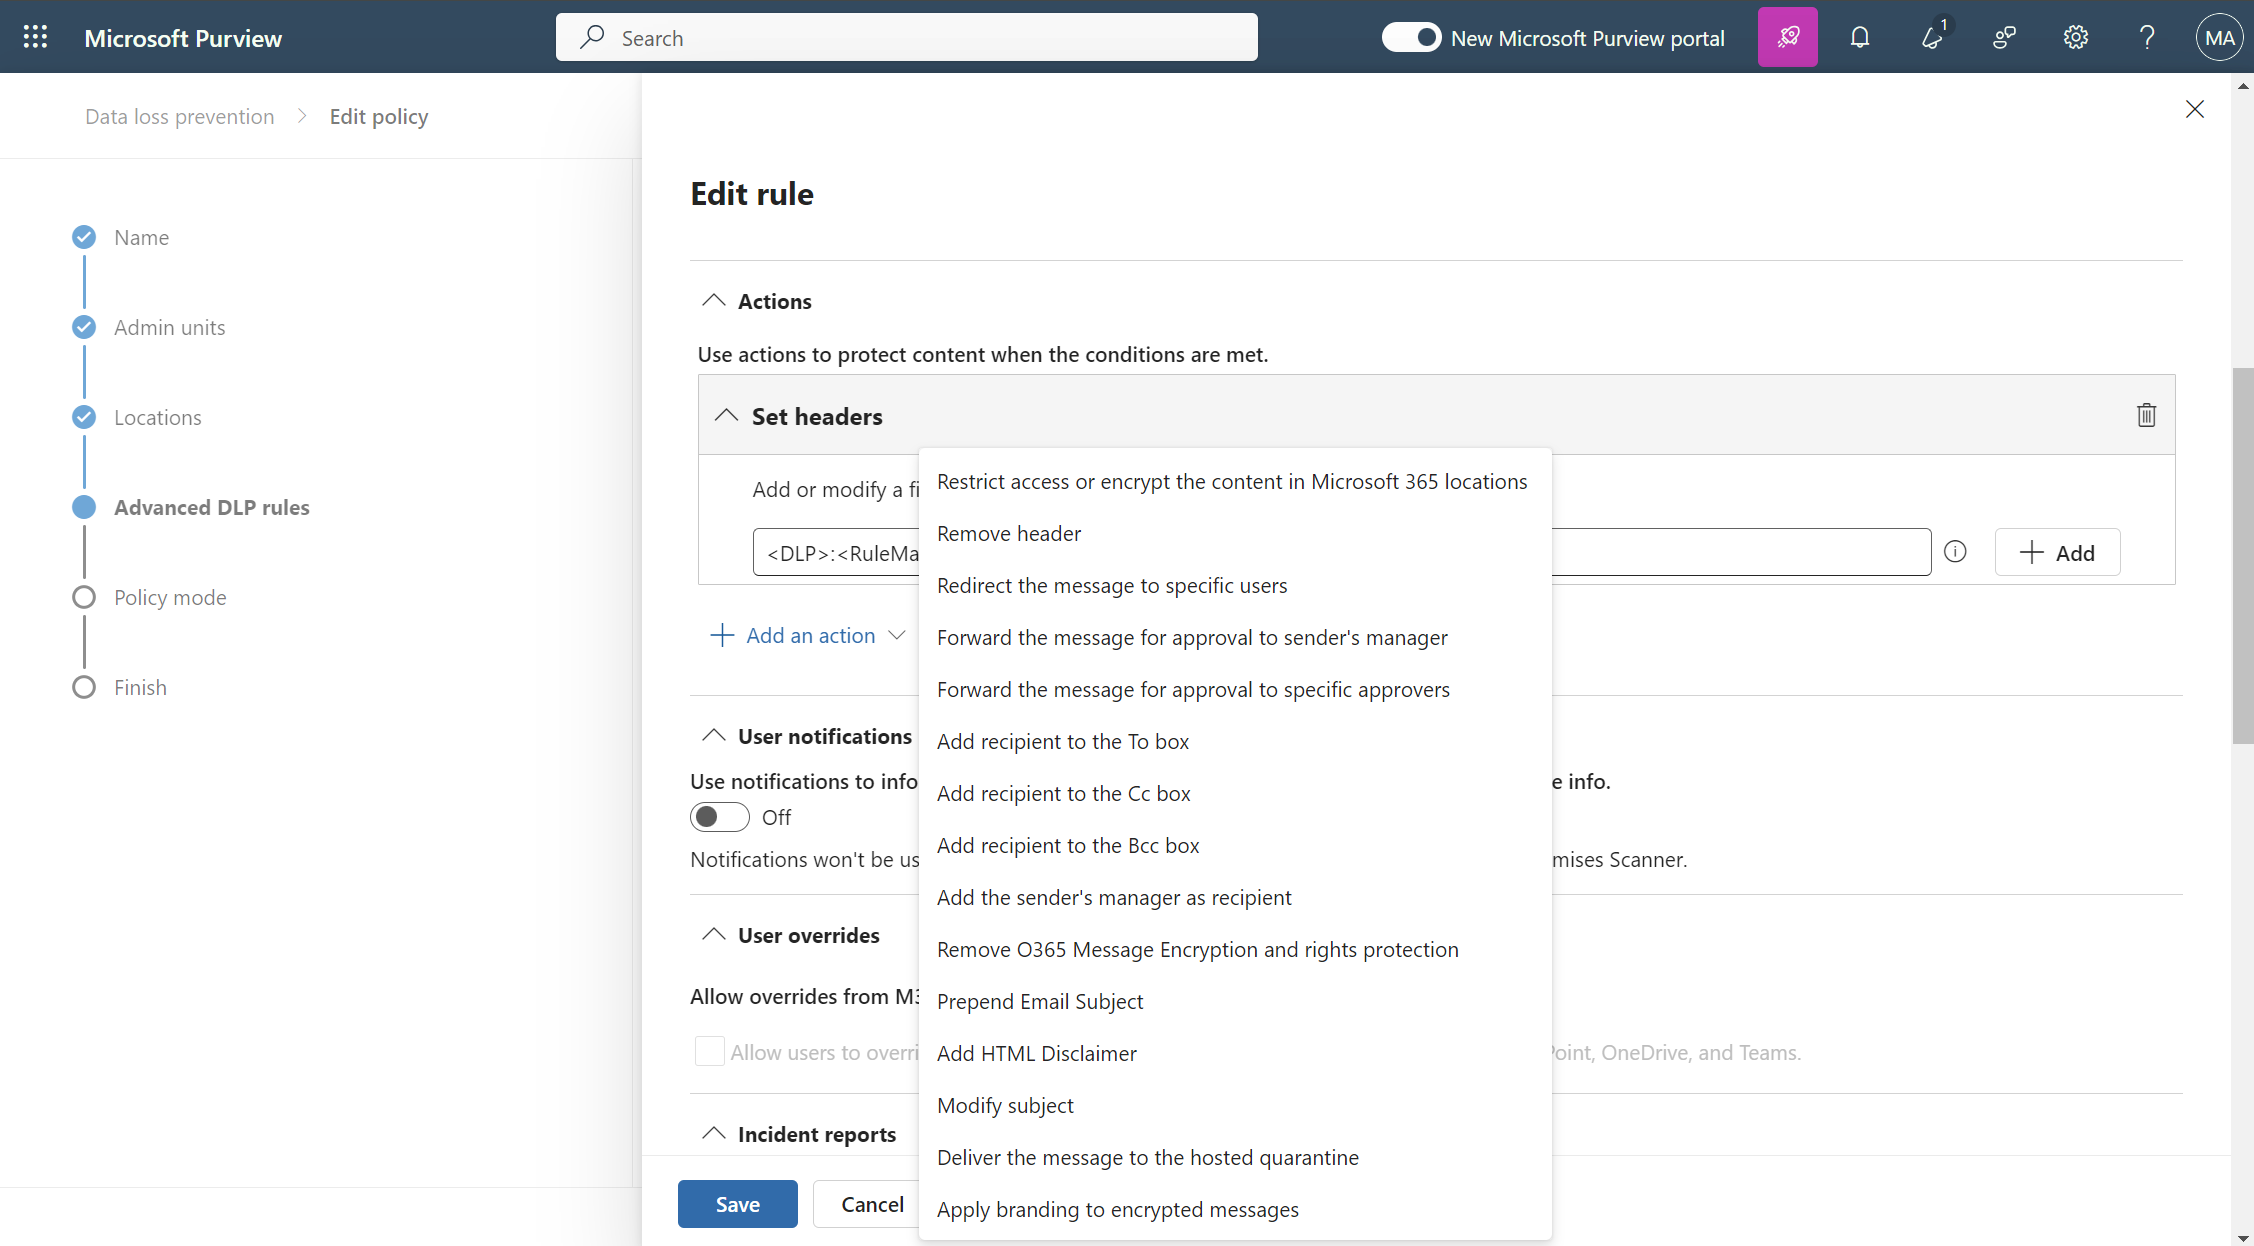 Microsoft Purview
Search
New Microsoft Purview portal
1
MA
Data loss prevention
Edit policy
Name
Admin units
Locations
Advanced DLP rules
Policy mode
Finish
Edit rule
Actions
Use actions to protect content when the conditions are met.
Set headers
Add or modify a fi
<DLP>:<RuleMa
Add
Add an action
Restrict access or encrypt the content in Microsoft 365 locations
Remove header
Redirect the message to specific users
Forward the message for approval to sender's manager
Forward the message for approval to specific approvers
Add recipient to the To box
Add recipient to the Cc box
Add recipient to the Bcc box
Add the sender's manager as recipient
Remove O365 Message Encryption and rights protection
Prepend Email Subject
Add HTML Disclaimer
Modify subject
Deliver the message to the hosted quarantine
Apply branding to encrypted messages
User notifications
Use notifications to info e info.
Off
Notifications won't be us mises Scanner.
User overrides
Allow overrides from M3
Allow users to overri Point, OneDrive, and Teams.
Incident reports
Save
Cancel